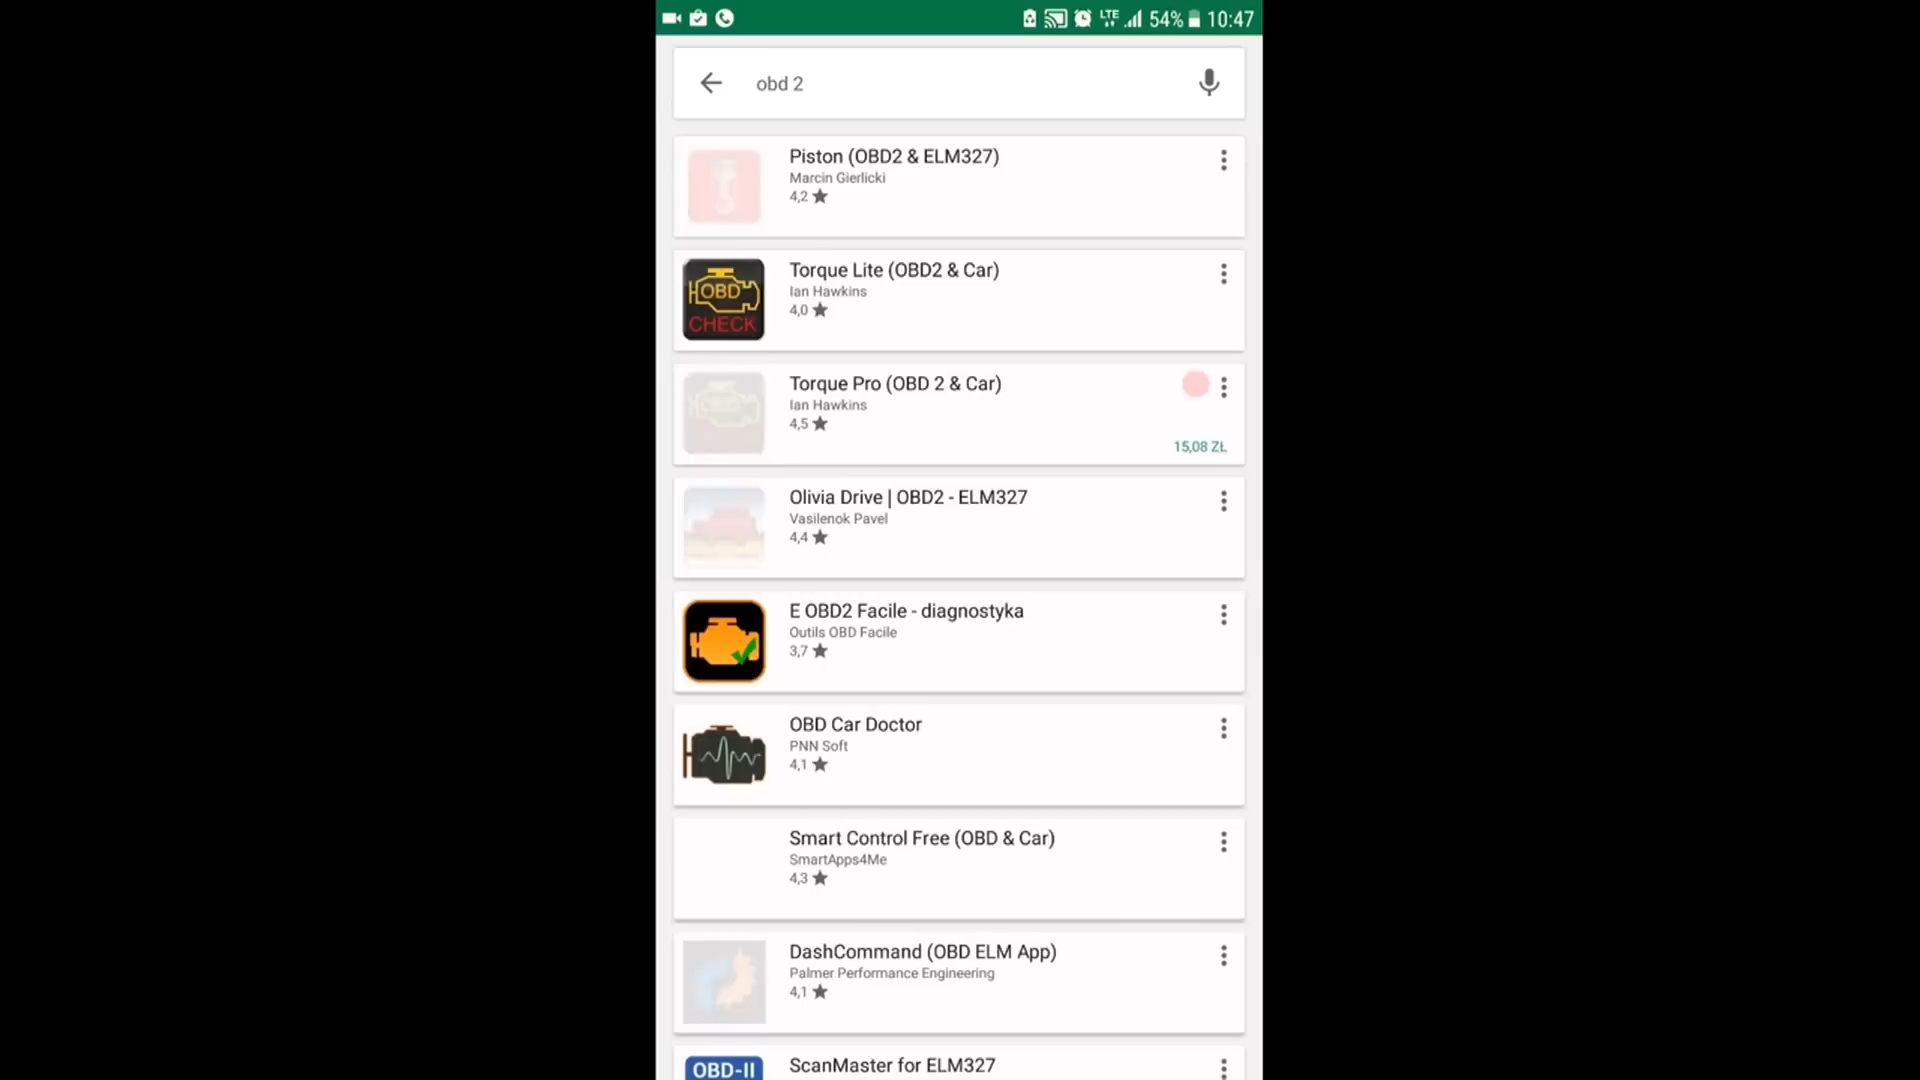 LTE 54% 10:47
obd 2
Piston (OBD2 & ELM327)
Marcin Gierlicki
4,2
OBD
CHECK
Torque Lite (OBD2 & Car)
Ian Hawkins
4,0
Torque Pro (OBD 2 & Car)
Ian Hawkins
4,5
15,08 ZŁ
Olivia Drive | OBD2 - ELM327
Vasilenok Pavel
4,4
E OBD2 Facile - diagnostyka
Outils OBD Facile
3,7
OBD Car Doctor
PNN Soft
4,1
Smart Control Free (OBD & Car)
SmartApps4Me
4,3
DashCommand (OBD ELM App)
Palmer Performance Engineering
4,1
OBD-II
ScanMaster for ELM327